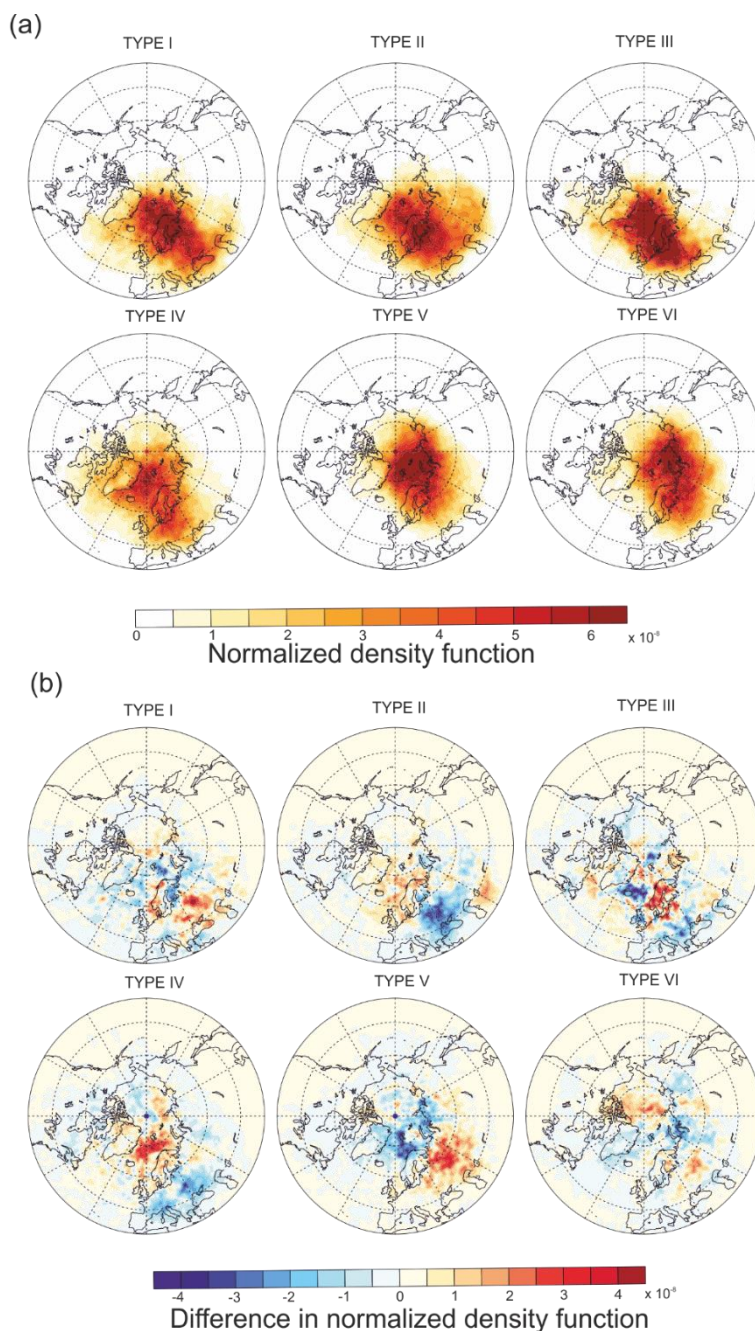 (a)
TYPE I TYPE II TYPE III
TYPE IV TYPE V TYPE VI
0 1 2 3 4 5 6 x 10⁻⁸
Normalized density function
(b)
TYPE I TYPE II TYPE III
TYPE IV TYPE V TYPE VI
-4 -3 -2 -1 0 1 2 3 4 x 10⁻⁸
Difference in normalized density function